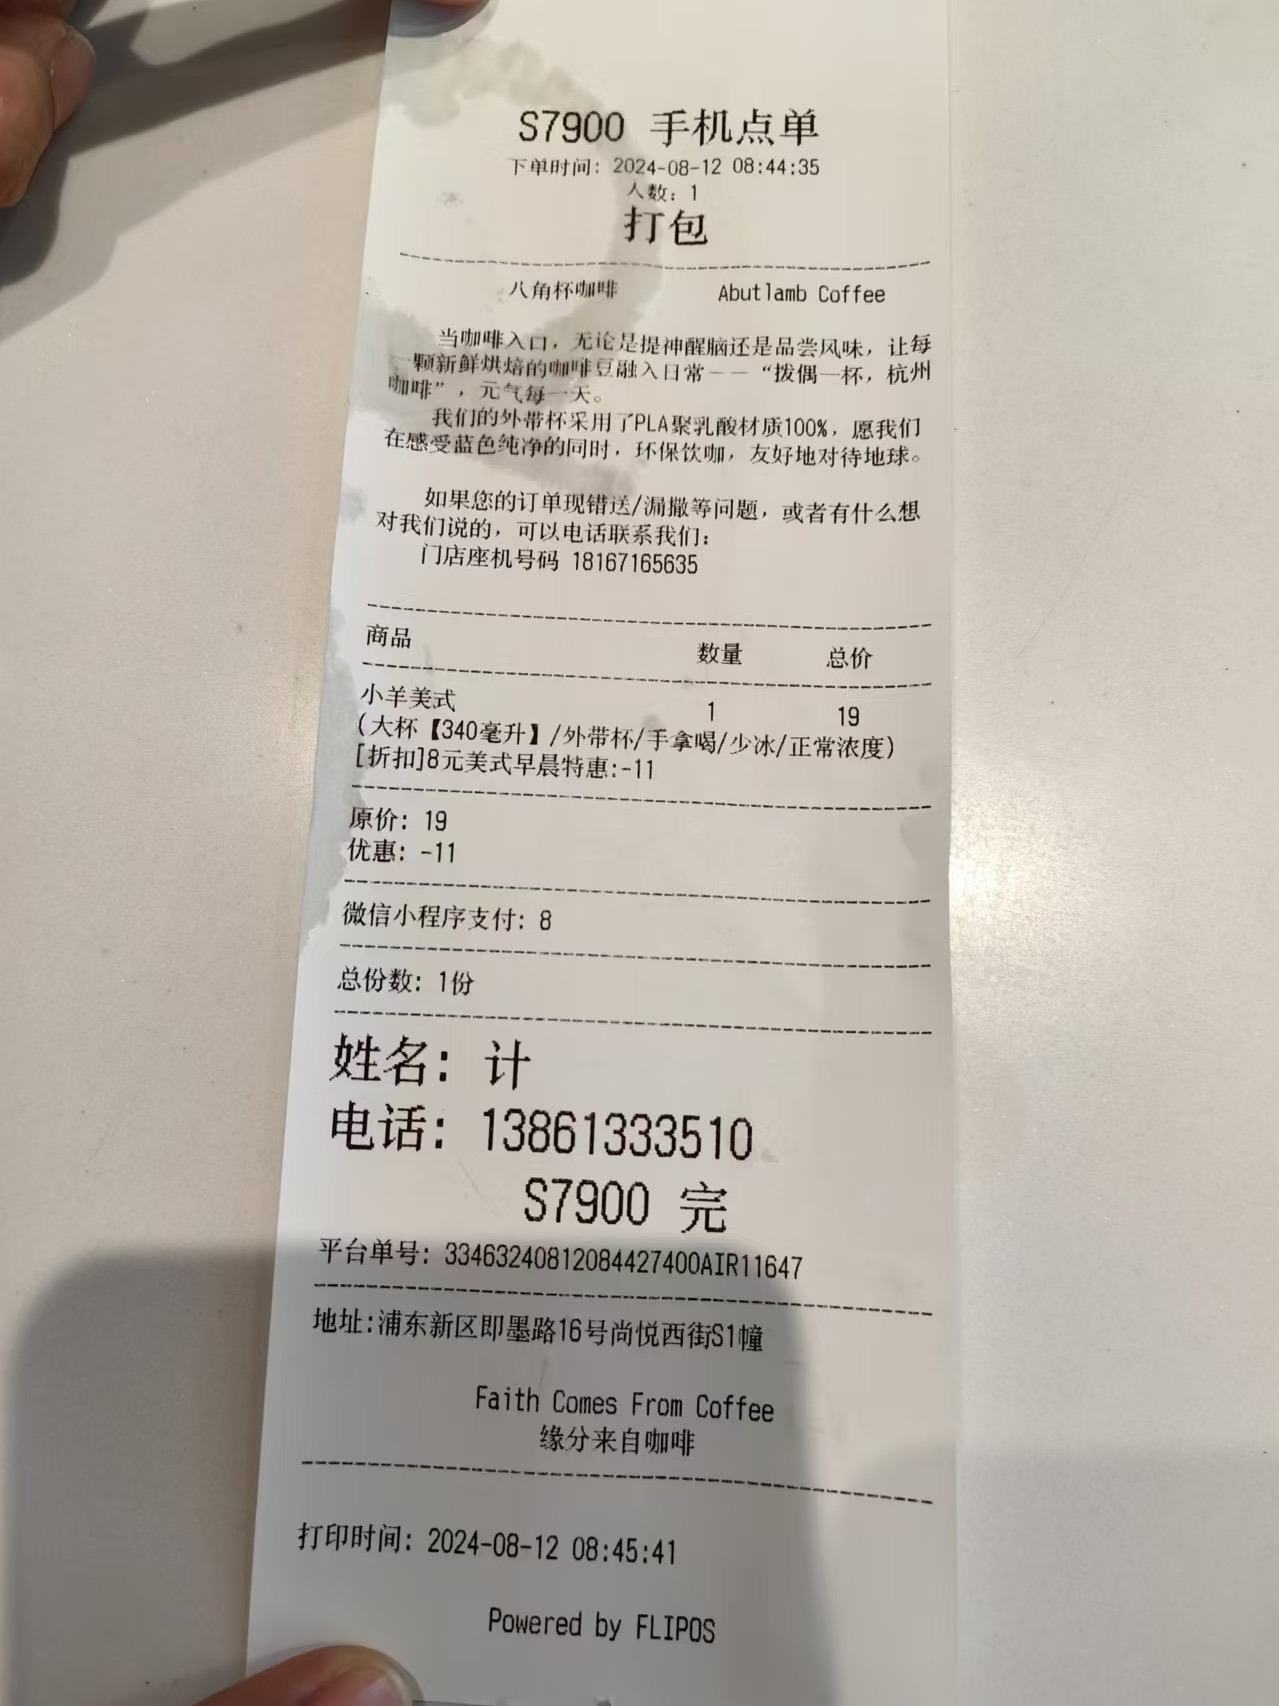 S7900 手机点单
下单时间: 2024-08-12 08:44:35
人数: 1
打包
八角杯咖啡 Abutlamb Coffee
当咖啡入口，无论是提神醒脑还是品尝风味，让每
一颗新鲜烘焙的咖啡豆融入日常——“拨偶一杯，杭州
咖啡”，元气每一天。
我们的外带杯采用了PLA聚乳酸材质100%，愿我们
在感受蓝色纯净的同时，环保饮咖，友好地对待地球。
如果您的订单现错送/漏撒等问题，或者有什么想
对我们说的，可以电话联系我们：
门店座机号码 18167165635
商品 数量 总价
小羊美式 1 19
(大杯【340毫升】/外带杯/手拿喝/少冰/正常浓度)
[折扣]8元美式早晨特惠:-11
原价: 19
优惠: -11
微信小程序支付: 8
总份数: 1份
姓名: 计
电话: 13861333510
S7900 完
平台单号: 33463240812084427400AIR11647
地址:浦东新区即墨路16号尚悦西街S1幢
Faith Comes From Coffee
缘分来自咖啡
打印时间: 2024-08-12 08:45:41
Powered by FLIPOS